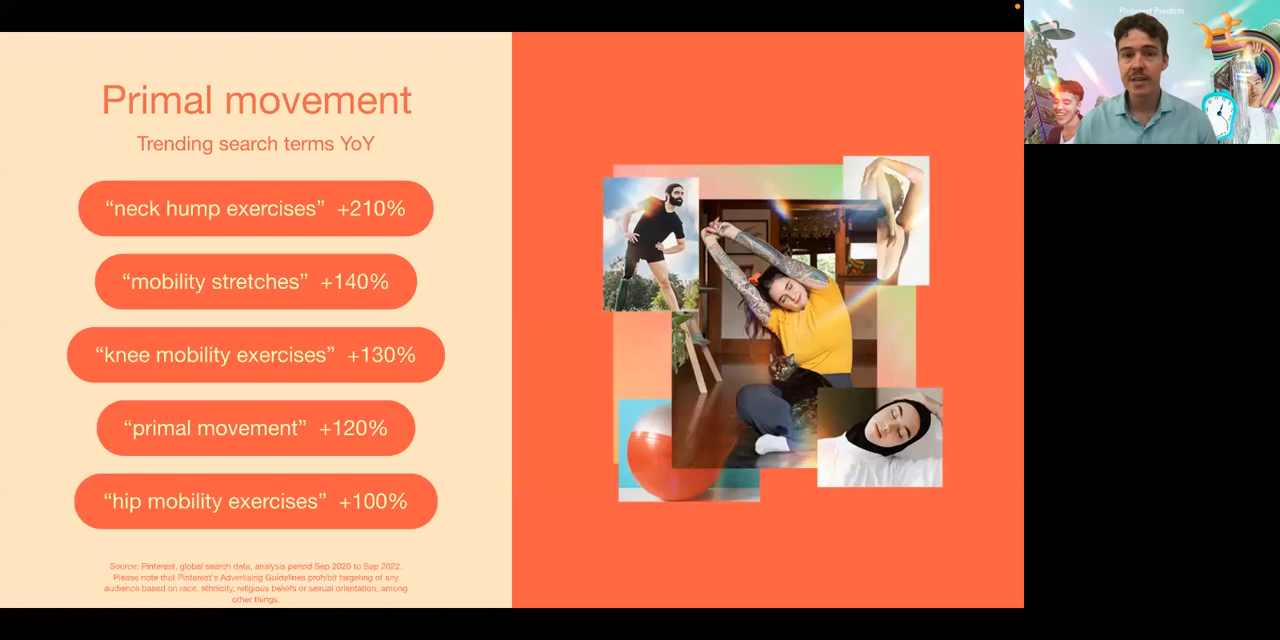 Primal movement
Trending search terms YoY
“neck hump exercises” +210%
“mobility stretches” +140%
“knee mobility exercises” +130%
“primal movement” +120%
“hip mobility exercises” +100%
Source: Pinterest, global search data, analysis period Sep 2020 to Sep 2022.
Please note that Pinterest's Advertising Guidelines prohibit targeting of any
audience based on race, ethnicity, religious beliefs or sexual orientation, among
other things.
Pinterest Predicts